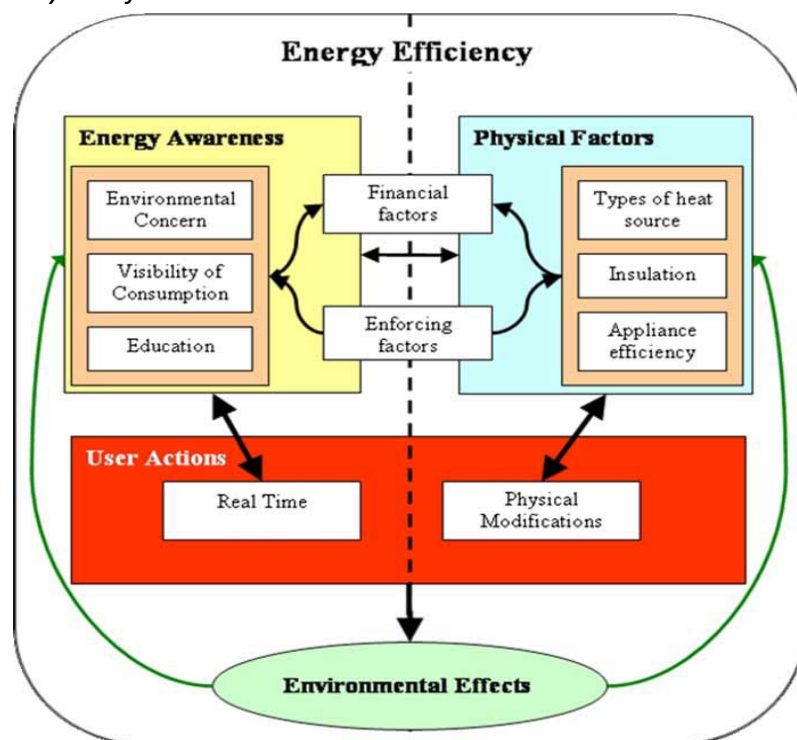 Energy Efficiency
Energy Awareness
Environmental
Concern
Visibility of
Consumption
Education
Financial
factors
Enforcing
factors
Physical Factors
Types of heat
source
Insulation
Appliance
efficiency
User Actions
Real Time
Physical
Modifications
Environmental Effects